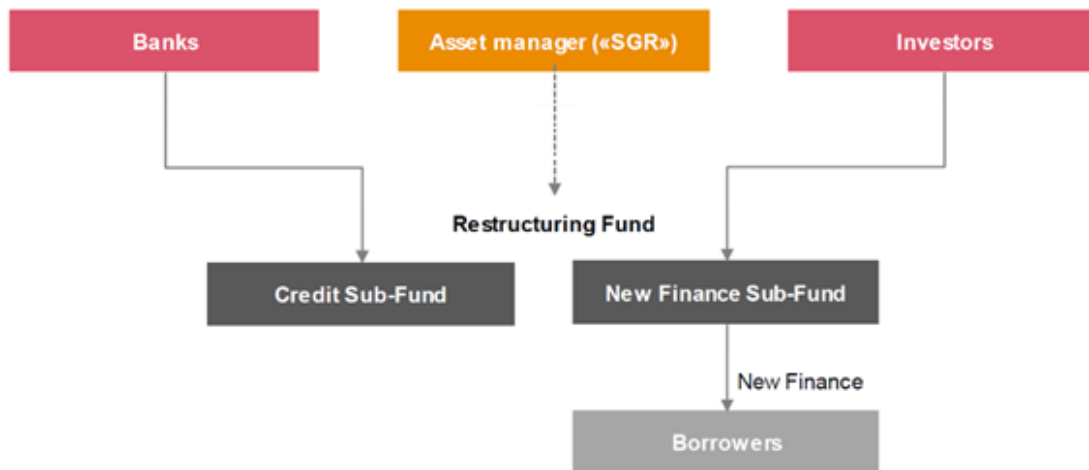 Banks
Asset manager («SGR»)
Investors
Restructuring Fund
Credit Sub-Fund
New Finance Sub-Fund
New Finance
Borrowers